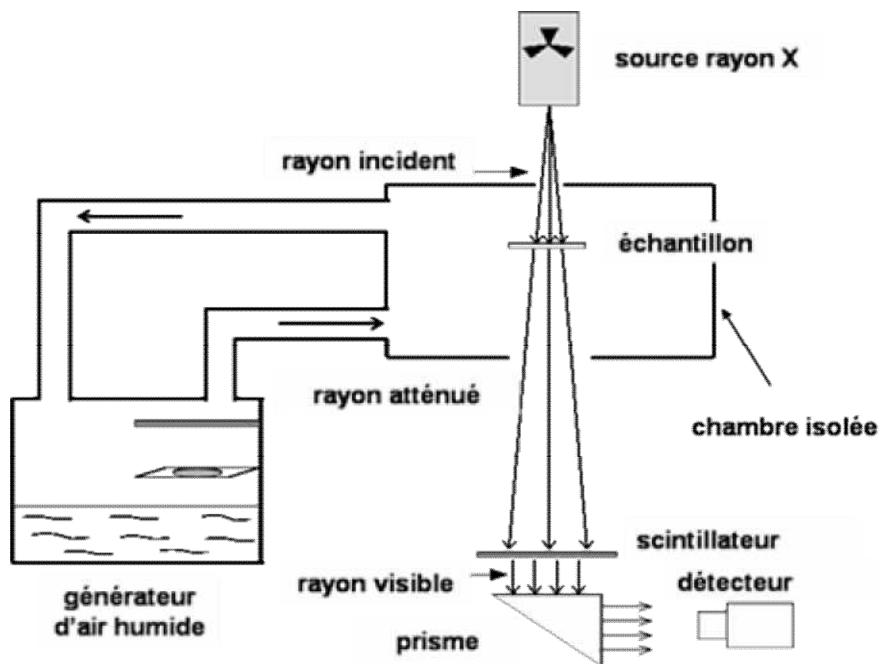 source rayon X
rayon incident
échantillon
rayon atténué
chambre isolée
scintillateur
rayon visible
détecteur
générateur
d'air humide
prisme